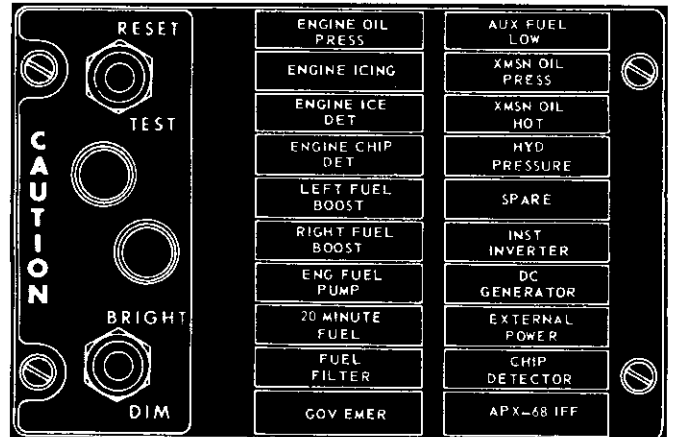 RESET
TEST
CAUTION
BRIGHT
DIM
ENGINE OIL
PRESS
ENGINE ICING
ENGINE ICE
DET
ENGINE CHIP
DET
LEFT FUEL
BOOST
RIGHT FUEL
BOOST
ENG FUEL
PUMP
20 MINUTE
FUEL
FUEL
FILTER
GOV EMER
AUX FUEL
LOW
XMSN OIL
PRESS
XMSN OIL
HOT
HYD
PRESSURE
SPARE
INST
INVERTER
DC
GENERATOR
EXTERNAL
POWER
CHIP
DETECTOR
APX-68 IFF